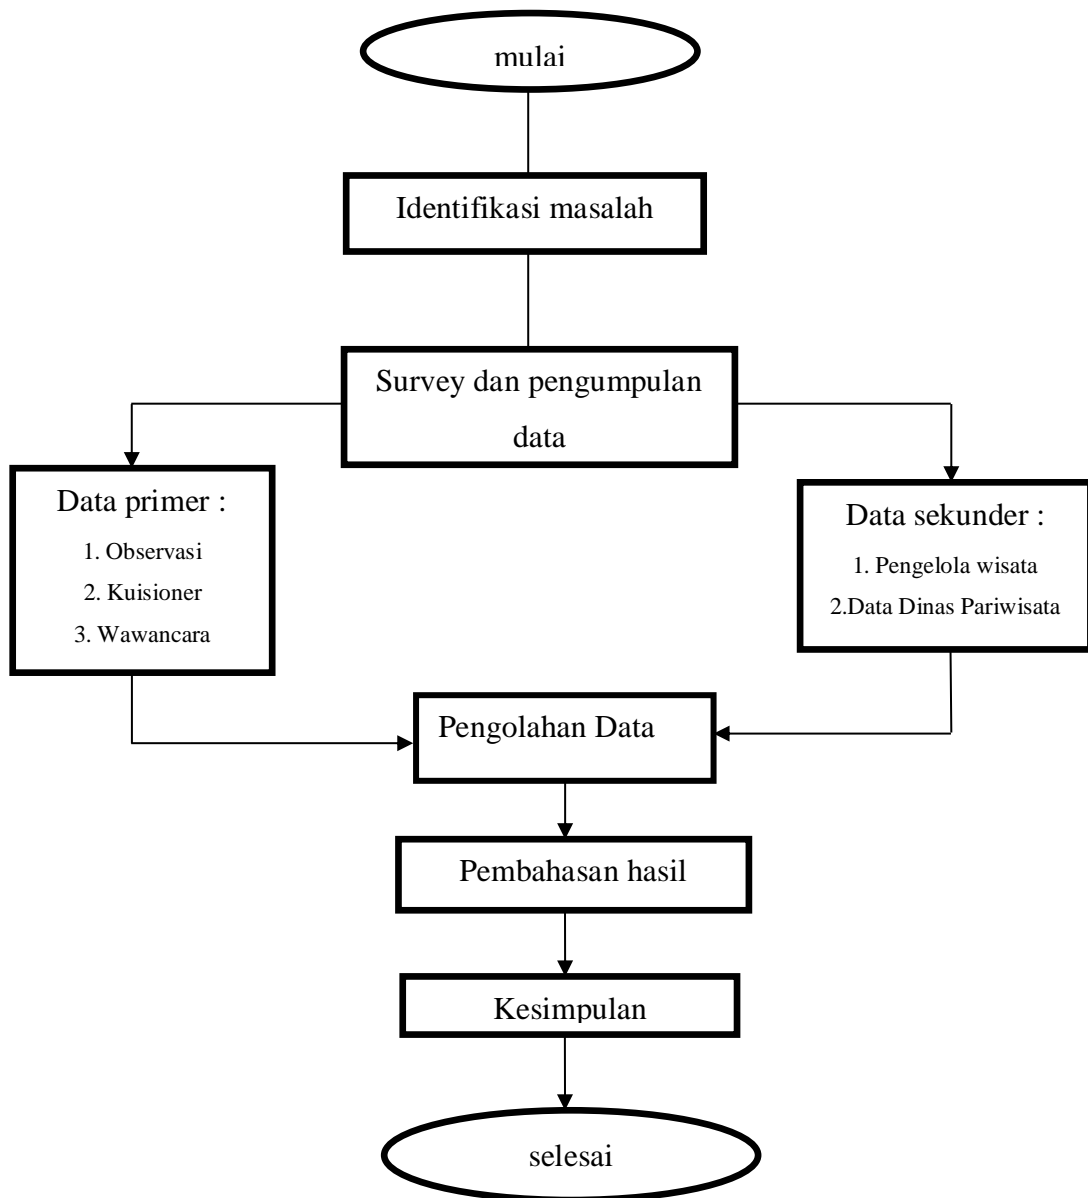 mulai
Identifikasi masalah
Survey dan pengumpulan
data
Data primer :
1. Observasi
2. Kuisioner
3. Wawancara
Data sekunder :
1. Pengelola wisata
2.Data Dinas Pariwisata
Pengolahan Data
Pembahasan hasil
Kesimpulan
selesai